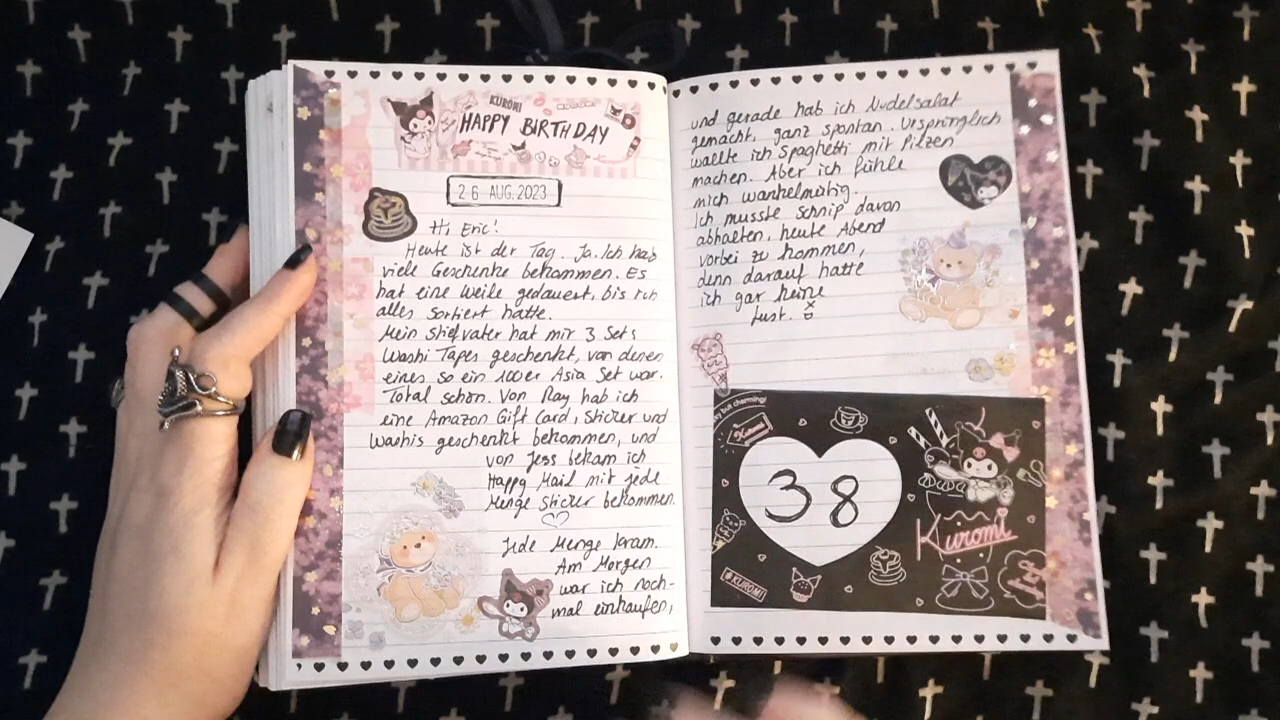 KUROMI
HAPPY BIRTHDAY
26 AUG. 2023
Hi Eric!
Heute ist der Tag. Ja. Ich hab
viele Geschenke bekommen. Es
hat eine Weile gedauert, bis ich
alles sortiert hatte.
Mein Stiefvater hat mir 3 Sets
Washi Tapes geschenkt, von denen
eines so ein 100er Asia Set war.
Total schön. Von Ray hab ich
eine Amazon Gift Card, Sticker und
Washis geschenkt bekommen, und
von Jess bekam ich
Happy Mail mit jede
Menge Sticker bekommen.
Jede Menge Kram.
Am Morgen
war ich noch-
mal einkaufen,
und gerade hab ich Nudelsalat
gemacht, ganz spontan. Ursprünglich
wollte ich Spaghetti mit Pilzen
machen. Aber ich fühle
mich wankelmütig.
Ich musste Schnip davon
abhalten, heute Abend
vorbei zu kommen,
denn darauf hatte
ich gar keine
Lust.
but charming!
38
Kuromi
#KUROMI